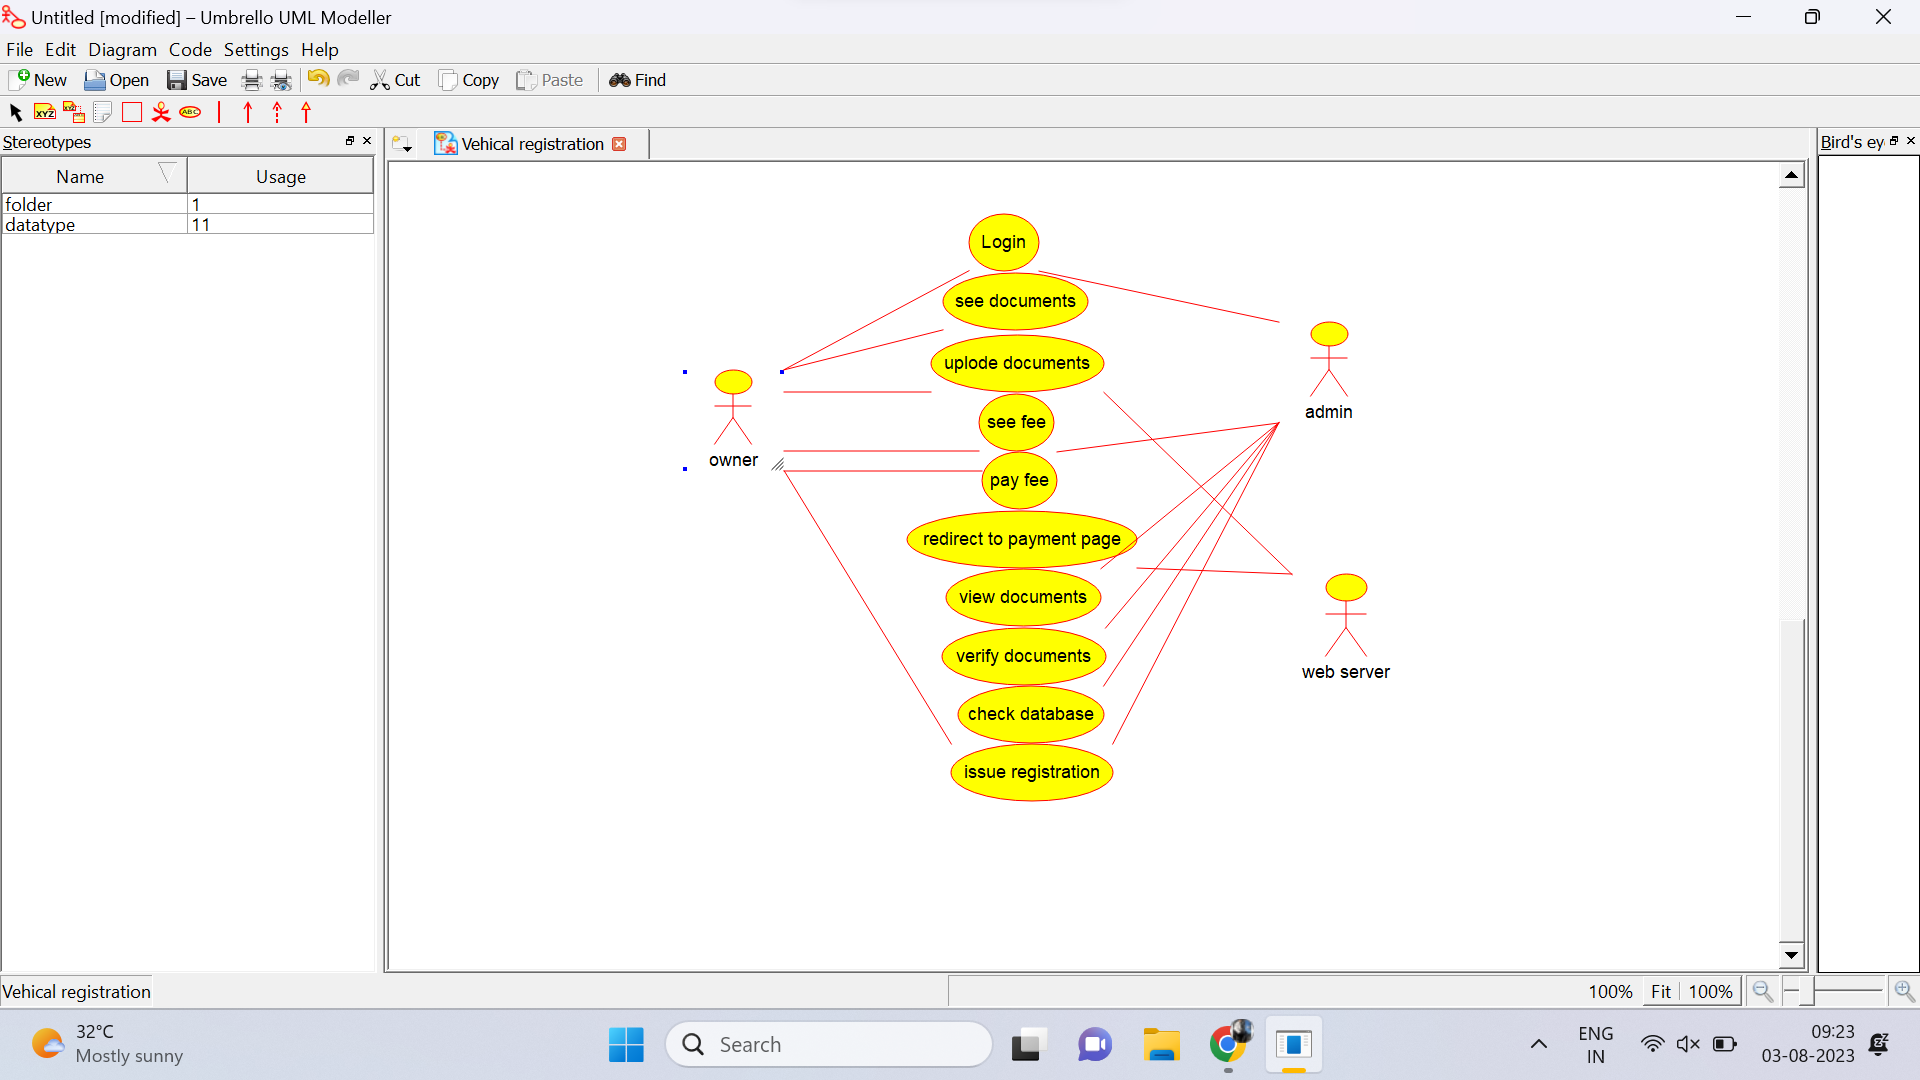 Untitled [modified] – Umbrello UML Modeller
File Edit Diagram Code Settings Help
New Open Save Cut Copy Paste Find
XYZ XYZ ABC
Stereotypes
Vehical registration
Bird's ey
Name Usage
folder 1
datatype 11
Login
see documents
uplode documents
see fee
pay fee
redirect to payment page
view documents
verify documents
check database
issue registration
owner
admin
web server
Vehical registration
100% Fit 100%
32°C
Mostly sunny
Search
ENG
IN
09:23
03-08-2023